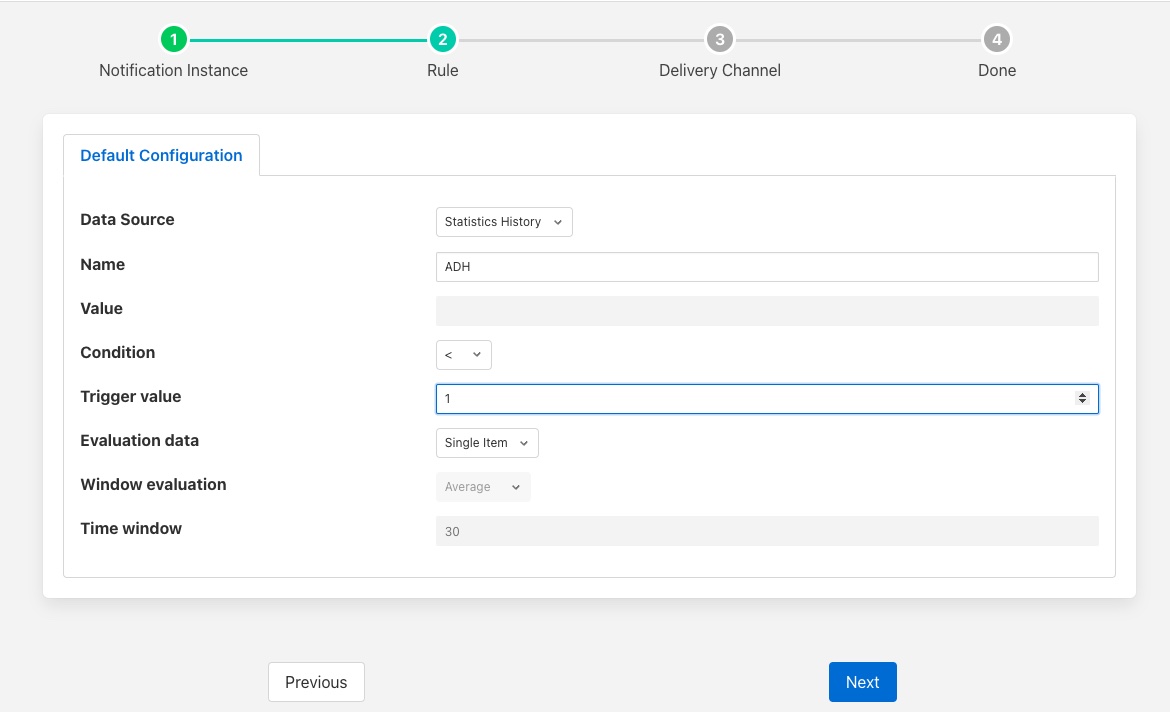 1 2 3 4
Notification Instance Rule Delivery Channel Done
Default Configuration
Data Source Statistics History
Name ADH
Value
Condition <
Trigger value 1
Evaluation data Single Item
Window evaluation Average
Time window 30
Previous Next